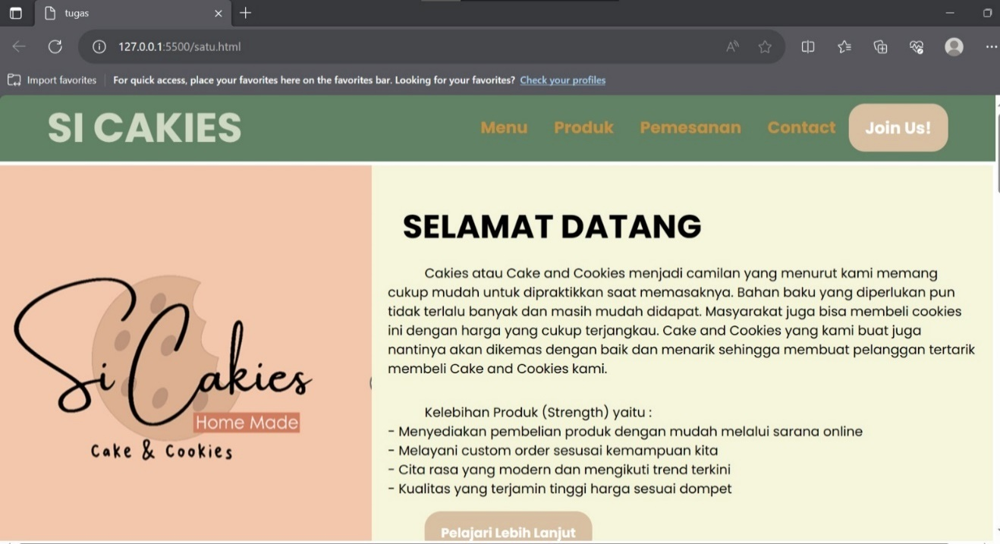 tugas
127.0.0.1:5500/satu.html
Import favorites
For quick access, place your favorites here on the favorites bar. Looking for your favorites? Check your profiles
SI CAKIES
Menu Produk Pemesanan Contact Join Us!
Si Cakies
Home Made
Cake & Cookies
SELAMAT DATANG
Cakies atau Cake and Cookies menjadi camilan yang menurut kami memang
cukup mudah untuk dipraktikkan saat memasaknya. Bahan baku yang diperlukan pun
tidak terlalu banyak dan masih mudah didapat. Masyarakat juga bisa membeli cookies
ini dengan harga yang cukup terjangkau. Cake and Cookies yang kami buat juga
nantinya akan dikemas dengan baik dan menarik sehingga membuat pelanggan tertarik
membeli Cake and Cookies kami.
Kelebihan Produk (Strength) yaitu :
- Menyediakan pembelian produk dengan mudah melalui sarana online
- Melayani custom order sesusai kemampuan kita
- Cita rasa yang modern dan mengikuti trend terkini
- Kualitas yang terjamin tinggi harga sesuai dompet
Pelajari Lebih Lanjut